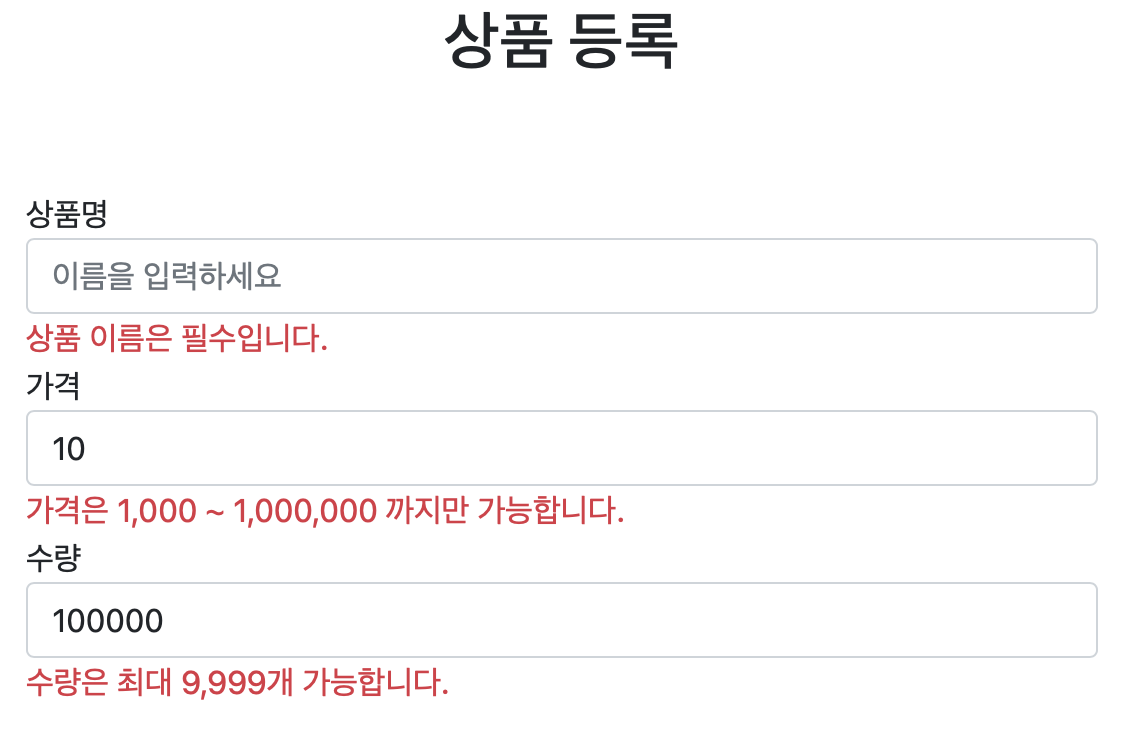 상품 등록
상품명
이름을 입력하세요
상품 이름은 필수입니다.
가격
10
가격은 1,000 ~ 1,000,000 까지만 가능합니다.
수량
100000
수량은 최대 9,999개 가능합니다.